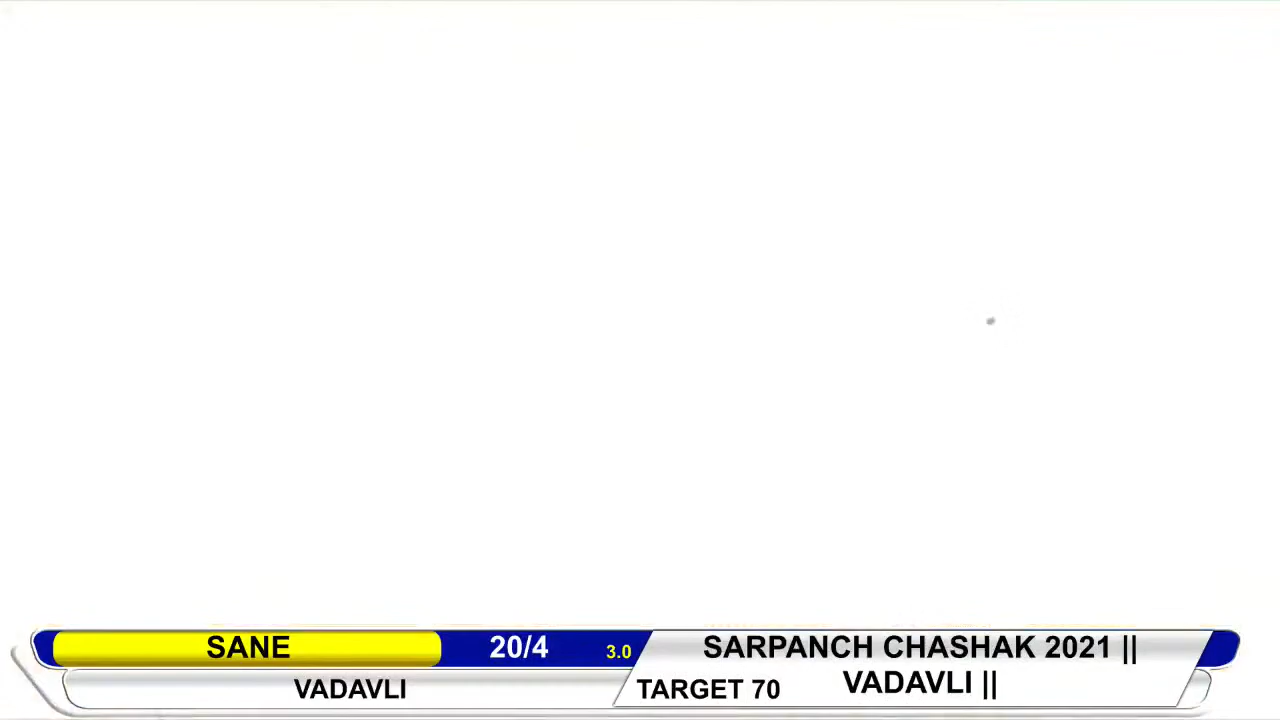 SANE 20/4 3.0 SARPANCH CHASHAK 2021 ||
VADAVLI TARGET 70 VADAVLI ||